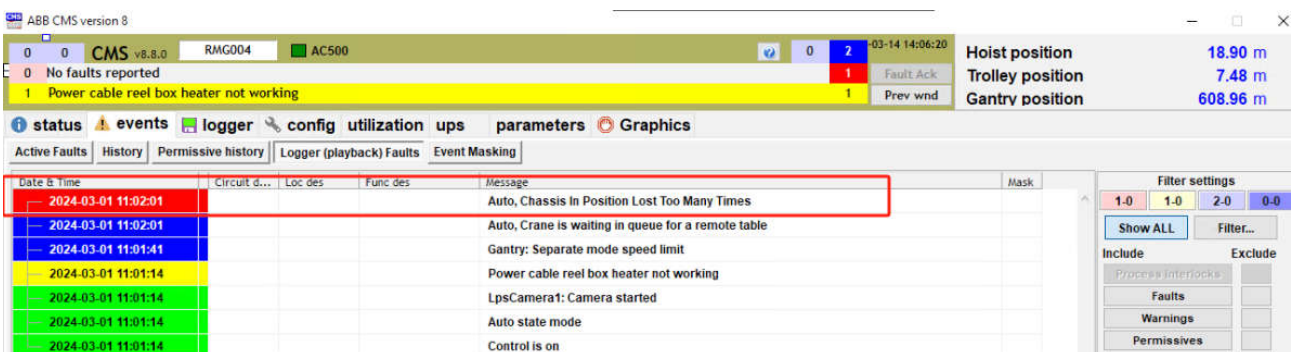 CMS ABB CMS version 8
0 0 CMS v8.8.0 RMG004 AC500 0 2 -03-14 14:06:20
0 No faults reported 1 Fault Ack
1 Power cable reel box heater not working 1 Prev wnd
Hoist position 18.90 m
Trolley position 7.48 m
Gantry position 608.96 m
status events logger config utilization ups parameters Graphics
Active Faults History Permissive history Logger (playback) Faults Event Masking
Date & Time Circuit d... Loc des Func des Message Mask
2024-03-01 11:02:01 Auto, Chassis In Position Lost Too Many Times
2024-03-01 11:02:01 Auto, Crane is waiting in queue for a remote table
2024-03-01 11:01:41 Gantry: Separate mode speed limit
2024-03-01 11:01:14 Power cable reel box heater not working
2024-03-01 11:01:14 LpsCamera1: Camera started
2024-03-01 11:01:14 Auto state mode
2024-03-01 11:01:14 Control is on
Filter settings
1-0 1-0 2-0 0-0
Show ALL Filter...
Include Exclude
Process Interlocks
Faults
Warnings
Permissives